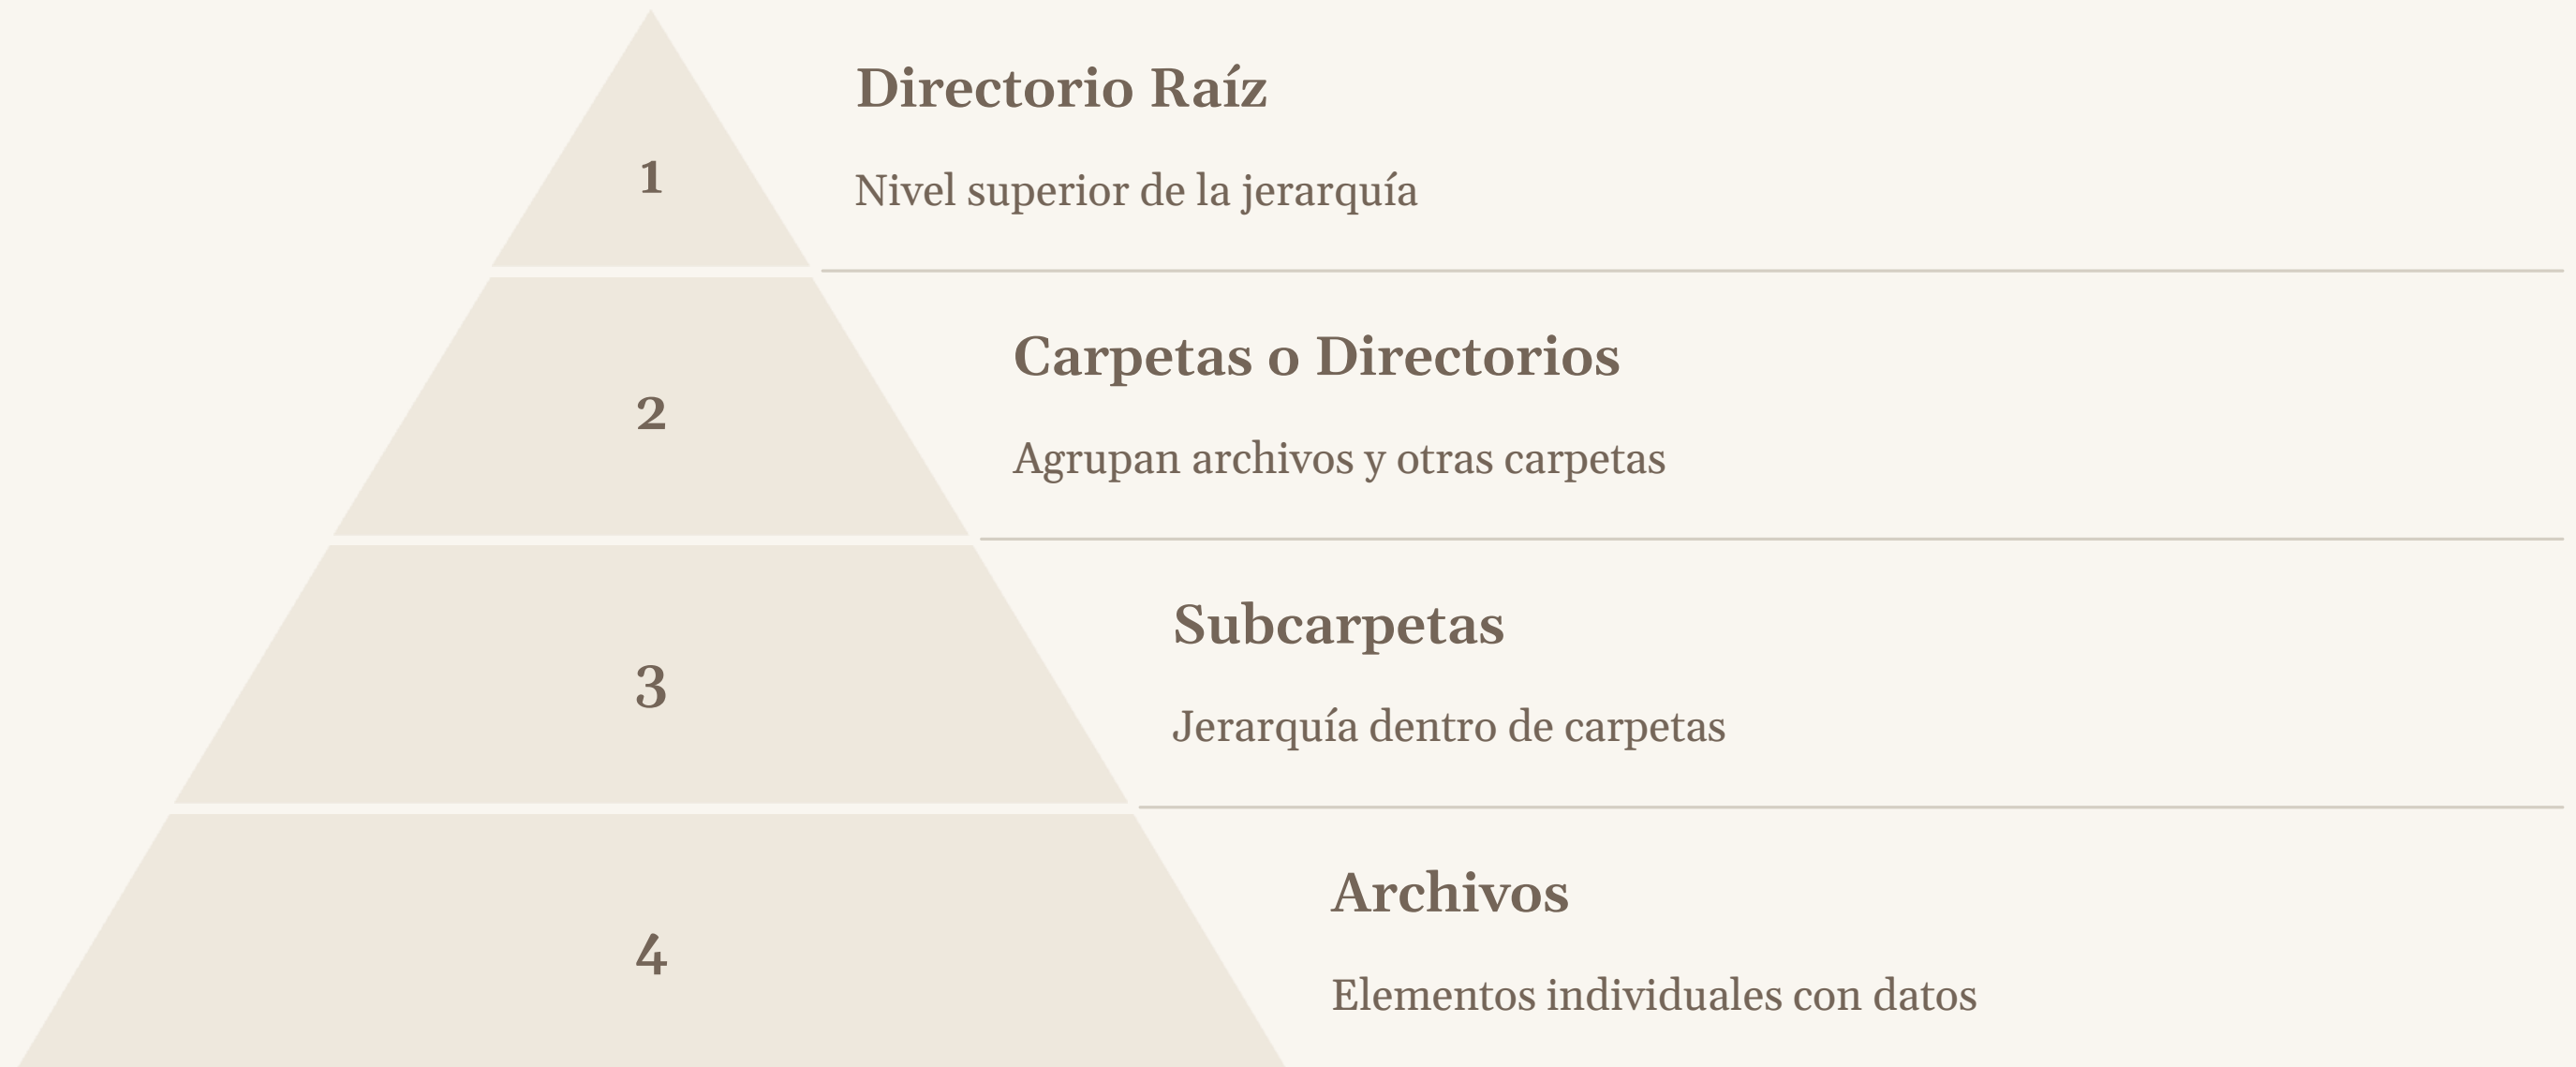 Directorio Raíz
1
Nivel superior de la jerarquía
Carpetas o Directorios
2
Agrupan archivos y otras carpetas
Subcarpetas
3
Jerarquía dentro de carpetas
Archivos
4
Elementos individuales con datos